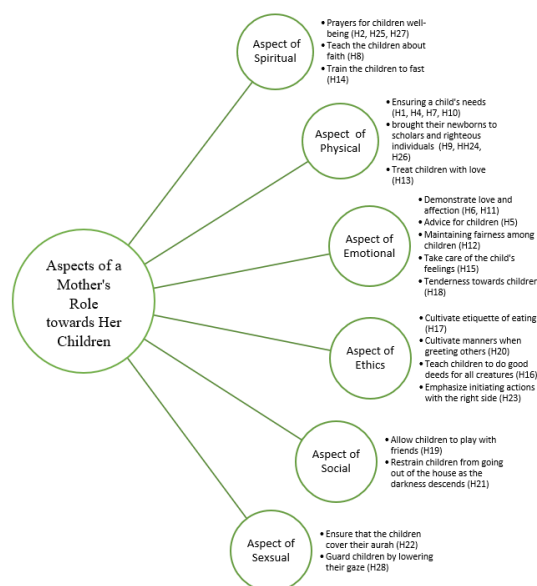 Aspects of a
Mother's
Role
towards Her
Children
Aspect of
Spiritual
• Prayers for children well-
being (H2, H25, H27)
• Teach the children about
faith (H8)
• Train the children to fast
(H14)
Aspect of
Physical
• Ensuring a child's needs
(H1, H4, H7, H10)
• brought their newborns to
scholars and righteous
individuals (H9, HH24,
H26)
• Treat children with love
(H13)
Aspect of
Emotional
• Demonstrate love and
affection (H6, H11)
• Advice for children (H5)
• Maintaining fairness among
children (H12)
• Take care of the child's
feelings (H15)
• Tenderness towards children
(H18)
Aspect of
Ethics
• Cultivate etiquette of eating
(H17)
• Cultivate manners when
greeting others (H20)
• Teach children to do good
deeds for all creatures (H16)
• Emphasize initiating actions
with the right side (H23)
Aspect of
Social
• Allow children to play with
friends (H19)
• Restrain children from going
out of the house as the
darkness descends (H21)
Aspect of
Sexsual
• Ensure that the children
cover their aurah (H22)
• Guard children by lowering
their gaze (H28)